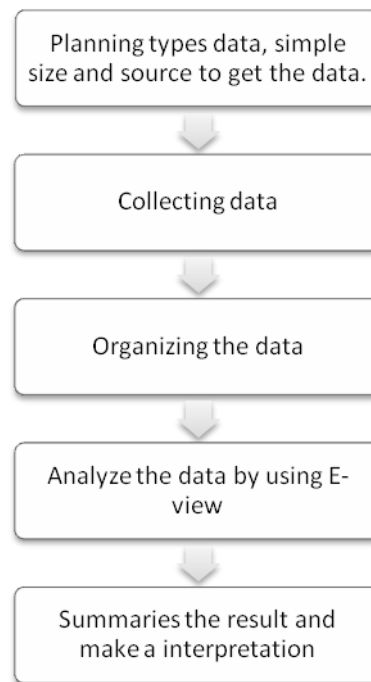 Planning types data, simple
size and source to get the data.
Collecting data
Organizing the data
Analyze the data by using E-
view
Summaries the result and
make a interpretation